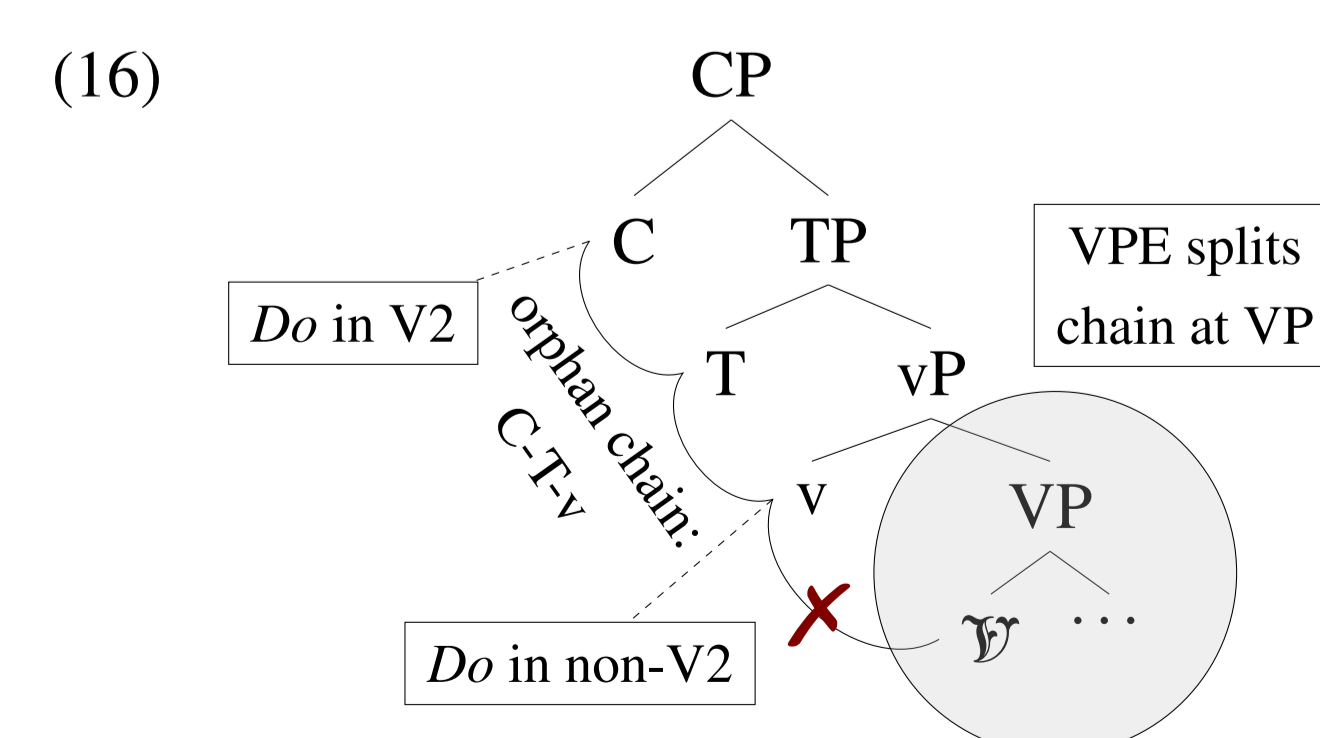 (16)
CP
C TP
VPE splits
chain at VP
Do in V2
orphan chain:
C-T-v
T vP
v VP
𝔙 ···
Do in non-V2